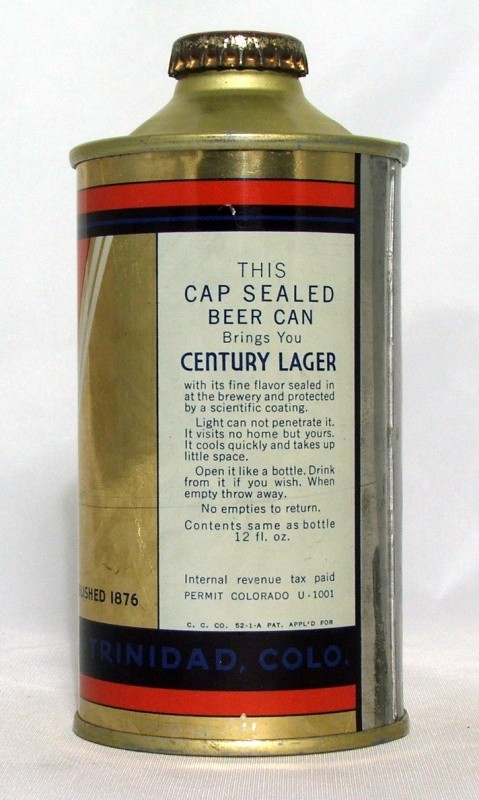 THIS
CAP SEALED
BEER CAN
Brings You
CENTURY LAGER
with its fine flavor sealed in
at the brewery and protected
by a scientific coating.
Light can not penetrate it.
It visits no home but yours.
It cools quickly and takes up
little space.
Open it like a bottle. Drink
from it if you wish. When
empty throw away.
No empties to return.
Contents same as bottle
12 fl. oz.
Internal revenue tax paid
PERMIT COLORADO U-1001
C. C. CO. 52-1-A PAT. APPL'D FOR
LISHED 1876
TRINIDAD, COLO.